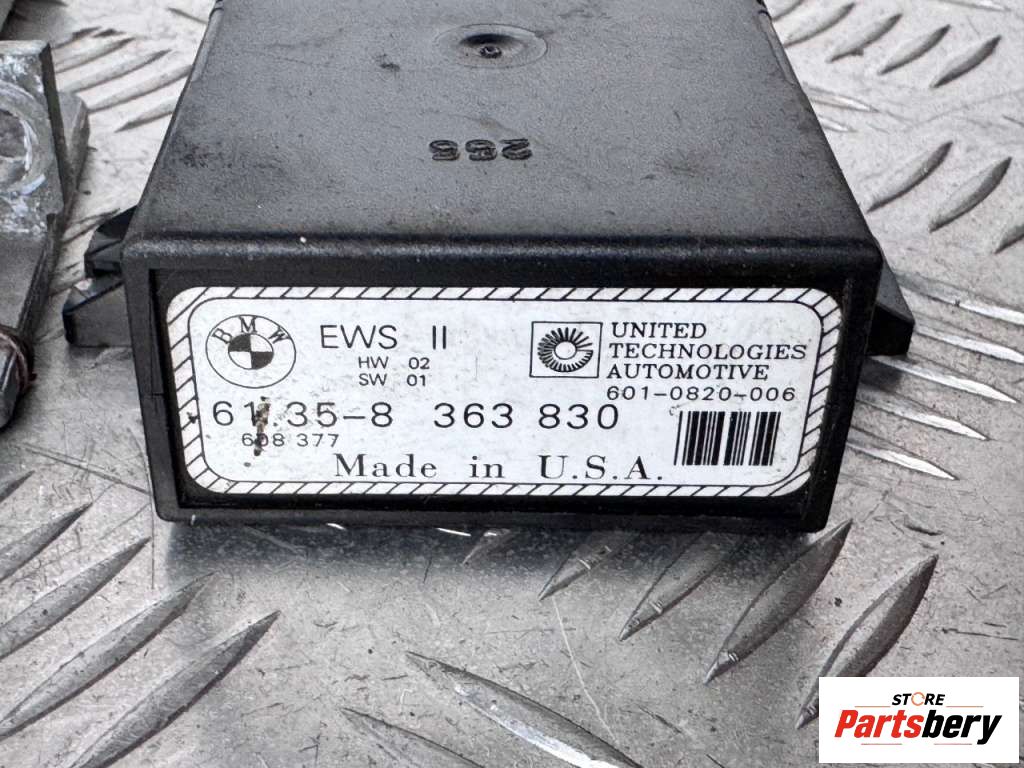 266
BMW
EWS II
HW 02
SW 01
UNITED
TECHNOLOGIES
AUTOMOTIVE
601-0820-006
61.35-8 363 830
608 377
Made in U.S.A.
STORE
Partsbery